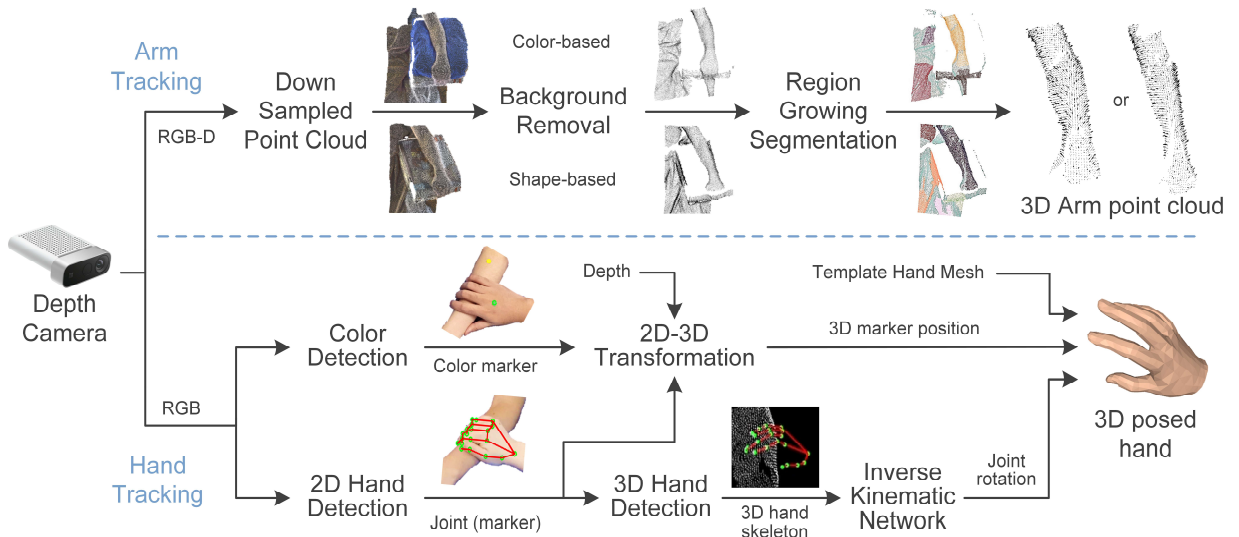 Arm
Tracking
RGB-D
Down
Sampled
Point Cloud
Color-based
Background
Removal
Shape-based
Region
Growing
Segmentation
or
3D Arm point cloud
Depth
Camera
RGB
Hand
Tracking
Color
Detection
Color marker
Depth
2D-3D
Transformation
Template Hand Mesh
3D marker position
2D Hand
Detection
Joint (marker)
3D Hand
Detection
3D hand
skeleton
Inverse
Kinematic
Network
Joint
rotation
3D posed
hand